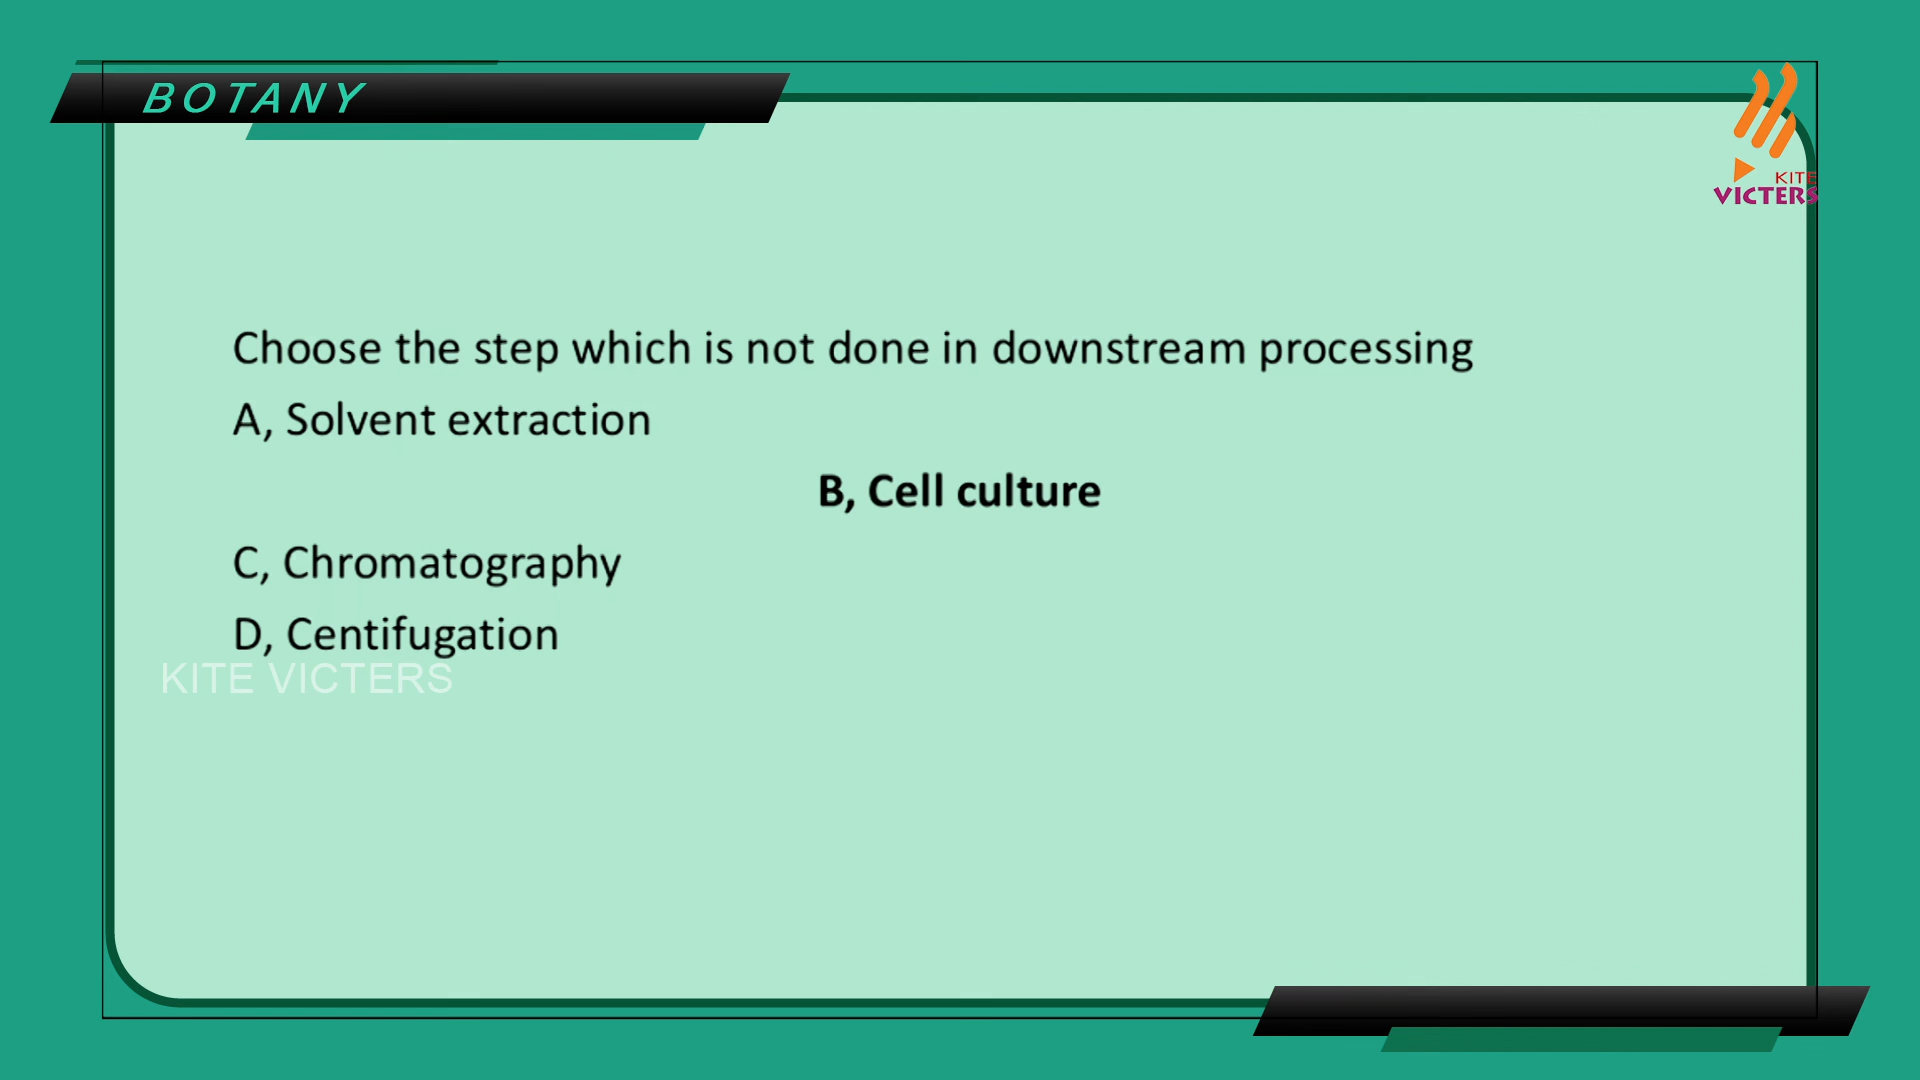 BOTANY
KITE
VICTERS
Choose the step which is not done in downstream processing
A, Solvent extraction
B, Cell culture
C, Chromatography
D, Centifugation
KITE VICTERS